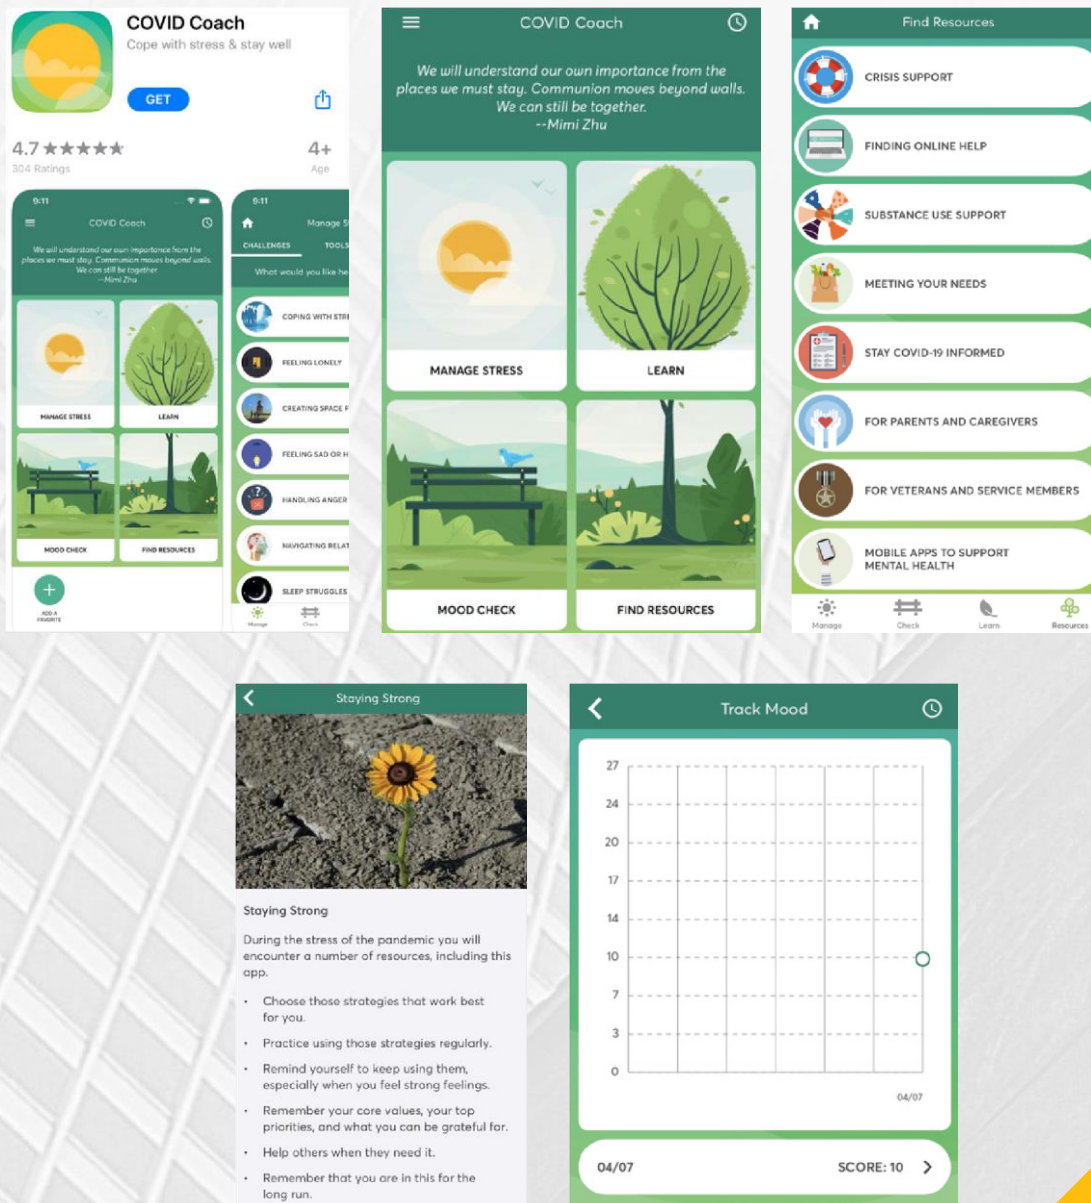 COVID Coach
Cope with stress & stay well
GET
4.7
304 Ratings
4+
Age
9:11
COVID Coach
We will understand our own importance from the
places we must stay. Communion moves beyond walls.
We can still be together.
--Mimi Zhu
MANAGE STRESS
LEARN
MOOD CHECK
FIND RESOURCES
ADD A
FAVORITE
9:11
Manage S
CHALLENGES
TOOLS
What would you like he
COPING WITH STRE
FEELING LONELY
CREATING SPACE F
FEELING SAD OR H
HANDLING ANGER
NAVIGATING RELAT
SLEEP STRUGGLES
Manage
Check
COVID Coach
We will understand our own importance from the
places we must stay. Communion moves beyond walls.
We can still be together.
--Mimi Zhu
MANAGE STRESS
LEARN
MOOD CHECK
FIND RESOURCES
Find Resources
CRISIS SUPPORT
FINDING ONLINE HELP
SUBSTANCE USE SUPPORT
MEETING YOUR NEEDS
STAY COVID-19 INFORMED
FOR PARENTS AND CAREGIVERS
FOR VETERANS AND SERVICE MEMBERS
MOBILE APPS TO SUPPORT
MENTAL HEALTH
Manage
Check
Learn
Resources
Staying Strong
Staying Strong
During the stress of the pandemic you will
encounter a number of resources, including this
app.
• Choose those strategies that work best
for you.
• Practice using those strategies regularly.
• Remind yourself to keep using them,
especially when you feel strong feelings.
• Remember your core values, your top
priorities, and what you can be grateful for.
• Help others when they need it.
• Remember that you are in this for the
long run.
Track Mood
27
24
20
17
14
10
7
3
0
04/07
04/07
SCORE: 10